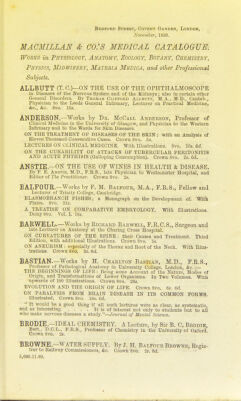 BEDFORD STREET, COVENT GARDEN, LONDON,
November, 1880.
MACMILLAN & CO.'S MEDICAL CATALOGUE.
Works in PHYSIOLOGY, ANATOMY, ZOOLOGY, BOTANY, CHEMISTRY,
PHYSICS, MIDWIFERY, MATERIA MEDICA, and other Professional
Subjects.
ALLBUTT (T. C.)—ON THE USE OF THE OPHTHALMOSCOPE
in Diseases of the Nervous System and of the Kidneys; also in certain other
General Disorders. By THOMAS CLIFFORD ALLBUTT, M.A., M.D., Cantab.,
Physician to the Leeds General Infirmary, Lecturer on Practical Medicine,
&c., &c. 8vo. 15s.
ANDERSON.—Works by DR. MCCALL ANDERSON, Professor of
Clinical Medicine in the University of Glasgow, and Physician to the Western
Infirmary and to the Wards for Skin Diseases.
ON THE TREATMENT OF DISEASES OF THE SKIN; with an Analysis of
Eleven Thousand Consecutive Cases. Crown 8vo. 5s.
LECTURES ON CLINICAL MEDICINE. With Illustrations. 8vo. 10s. 6d.
ON THE CURABILITY OF ATTACKS OF TUBERCULAR PERITONITIS
AND ACUTE PHTHISIS (Galloping Consumption). Crown 8vo. 2s. 6d.
ANSTIE.—ON THE USE OF WINES IN HEALTH & DISEASE.
By F. E. ANSTIE, M.D., F.R.S., late Physician to Westminster Hospital, and
Editor of The Practitioner. Crown 8vo. 2s.
BALFOUR.—Works by F. M. BALFOUR, M.A., F.R.S., Fellow and
Lecturer of Trinity College, Cambridge.
ELASMOBRANCH FISHES; a Monograph on the Development of. With
Plates. 8vo. 21s.
A TREATISE ON COMPARATIVE EMBRYOLOGY. With Illustrations.
Demy 8vo. Vol. I. 18s.
BARWELL.—Works by RICHARD BARWELL, F.R.C.S., Surgeon and
late Lecturer on Anatomy at the Charing Cross Hospital.
ON CURVATURES OF THE SPINE: their Causes and Treatment. Third
Edition, with additional Illustrations. Crown 8vo. 5s.
ON ANEURISM: especially of the Thorax and Root of the Neck. With Illus-
trations. Crown 8vo. 3s. 6d.
BASTIAN.—Works by H. CHARLTON BASTIAN, M.D., F.R.S.,
Professor of Pathological Anatomy in University College, London, &c.:—
THE BEGINNINGS OF LIFE: Being some Account of the Nature, Modes of
Origin, and Transformations of Lower Organisms. In Two Volumes. With
upwards of 100 Illustrations. Crown 8vo. 28s.
EVOLUTION AND THE ORIGIN OF LIFE. Crown 8vo. 6s. 6d.
ON PARALYSIS FROM BRAIN DISEASE IN ITS COMMON FORMS.
Illustrated. Crown 8vo. 10s. 6d.
"It would be a good thing if all such lectures were as clear, as systematic,
and as interesting. . . . It is of interest not only to students but to all
who make nervous diseases a study."—Journal of Mental Science.
BRODIE.—IDEAL CHEMISTRY. A Lecture, by Sir B. C. BRODIE,
Bart., D.C.L., F.R.S., Professor of Chemistry in the University of Oxford.
Crown 8vo. 2s.
BROWNE.—WATER SUPPLY. By J. H. BALFOUR BROWNE, Regis-
trar to Railway Commissioners, &c. Crown 8vo. 2s. 6d.
5,000.11.80.